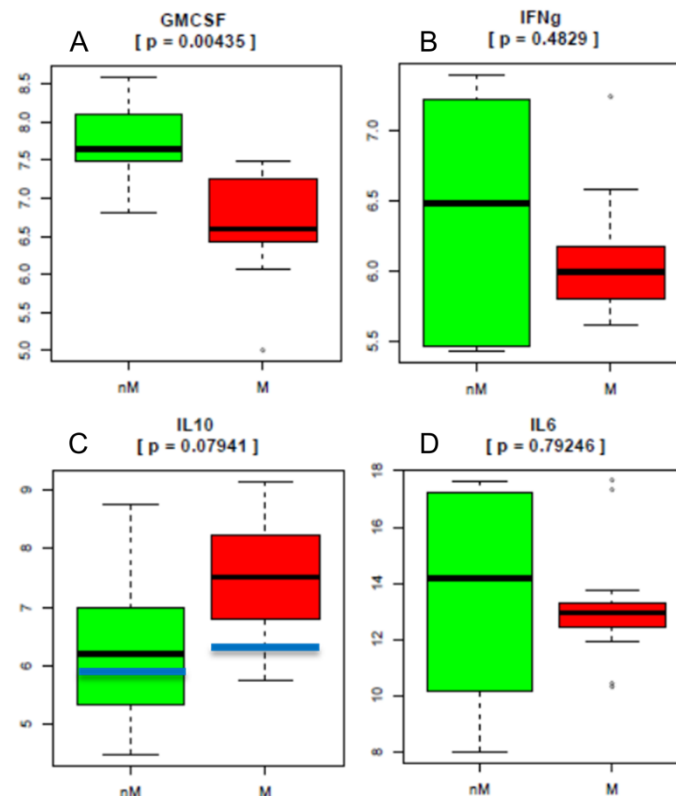 A
GMCSF
[ p = 0.00435 ]
8.5
8.0
7.5
7.0
6.5
6.0
5.5
5.0
nM M
B
IFNg
[ p = 0.4829 ]
7.0
6.5
6.0
5.5
nM M
C
IL10
[ p = 0.07941 ]
9
8
7
6
5
nM M
D
IL6
[ p = 0.79246 ]
18
16
14
12
10
8
nM M